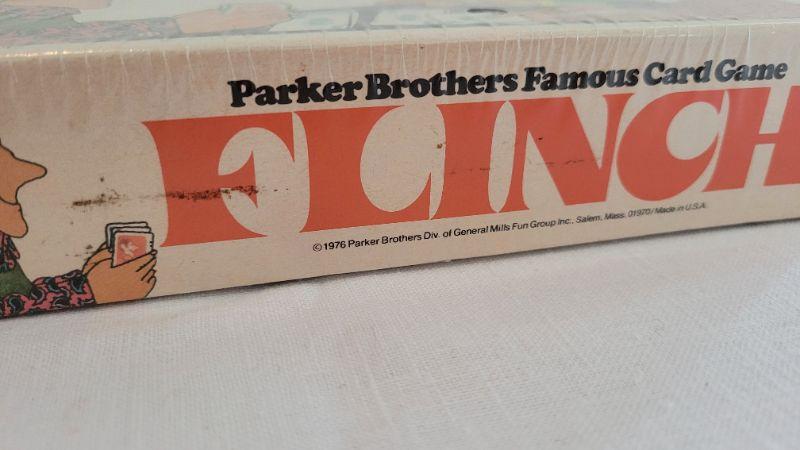 Parker Brothers Famous Card Game
FLINCH
© 1976 Parker Brothers Div. of General Mills Fun Group Inc., Salem, Mass. 01970/Made in U.S.A.